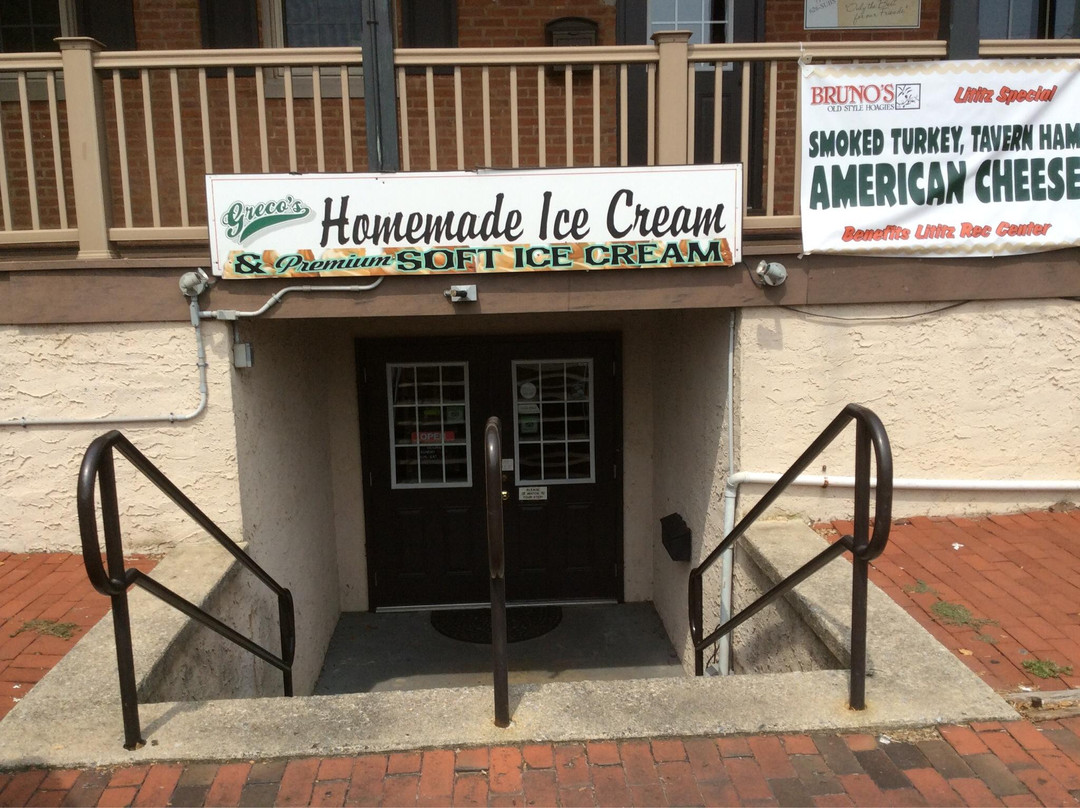 Greco's
Homemade Ice Cream
& Premium SOFT ICE CREAM
BRUNO'S
OLD STYLE HOAGIES
Lititz Special
SMOKED TURKEY, TAVERN HAM
AMERICAN CHEESE
Benefits Lititz Rec Center
OPEN